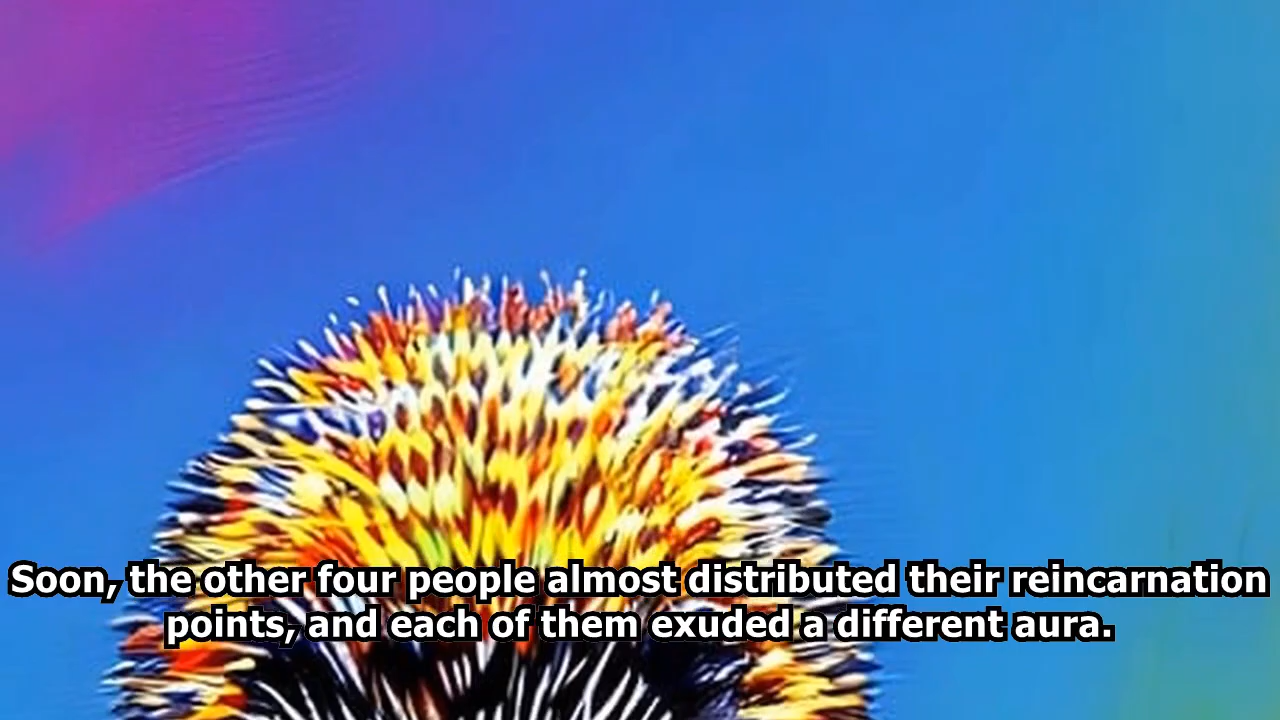 Soon, the other four people almost distributed their reincarnation
points, and each of them exuded a different aura.